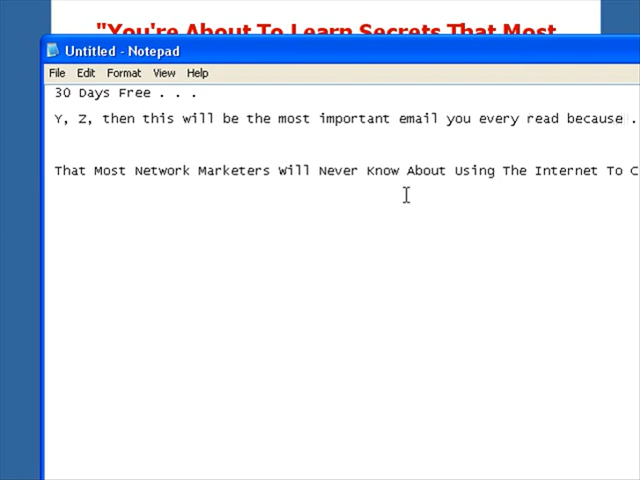 "You're About To Learn Secrets That Most
Untitled - Notepad
File Edit Format View Help
30 Days Free . . .
Y, Z, then this will be the most important email you every read because .
That Most Network Marketers Will Never Know About Using The Internet To C